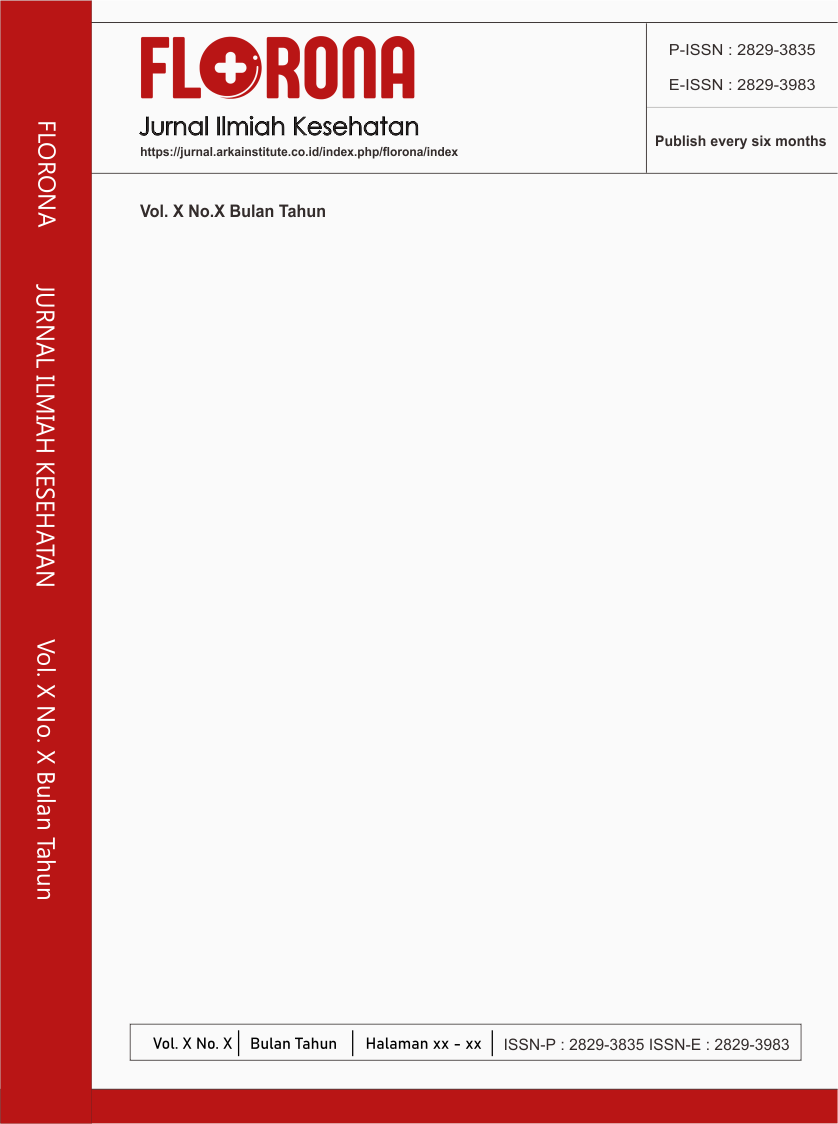 FLORONA
Jurnal Ilmiah Kesehatan
https://jurnal.arkainstitute.co.id/index.php/florona/index
P-ISSN : 2829-3835
E-ISSN : 2829-3983
Publish every six months
Vol. X No.X Bulan Tahun
FLORONA JURNAL ILMIAH KESEHATAN Vol. X No. X Bulan Tahun
Vol. X No. X Bulan Tahun Halaman xx - xx ISSN-P : 2829-3835 ISSN-E : 2829-3983